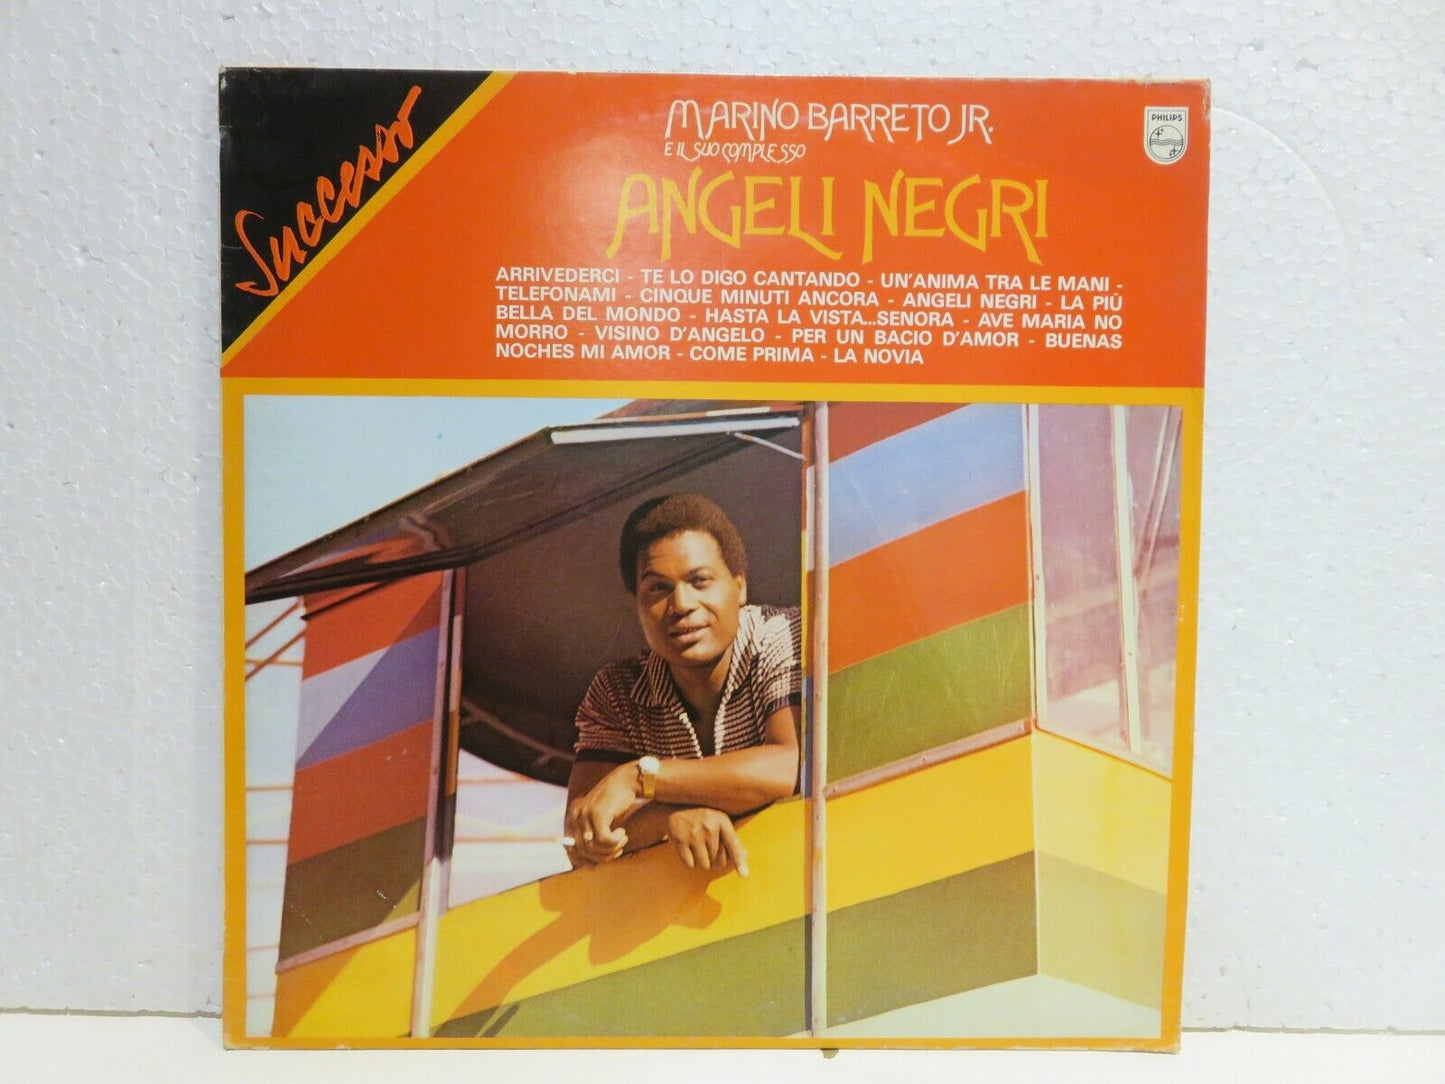 Successo
MARINO BARRETO JR.
E IL SUO COMPLESSO
PHILIPS
ANGELI NEGRI
ARRIVEDERCI - TE LO DIGO CANTANDO - UN'ANIMA TRA LE MANI -
TELEFONAMI - CINQUE MINUTI ANCORA - ANGELI NEGRI - LA PIÙ
BELLA DEL MONDO - HASTA LA VISTA...SENORA - AVE MARIA NO
MORRO - VISINO D'ANGELO - PER UN BACIO D'AMOR - BUENAS
NOCHES MI AMOR - COME PRIMA - LA NOVIA